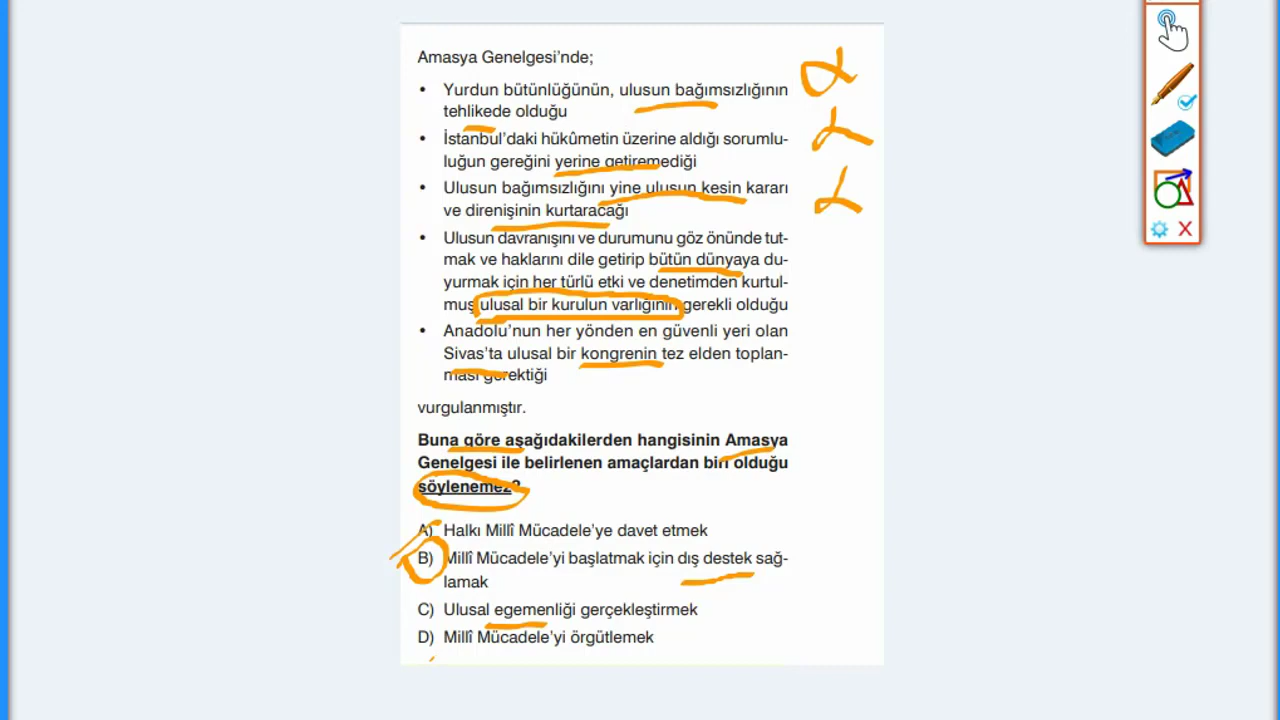 Amasya Genelgesi’nde;
• Yurdun bütünlüğünün, ulusun bağımsızlığının
tehlikede olduğu
• İstanbul’daki hükûmetin üzerine aldığı sorumlu-
luğun gereğini yerine getiremediği
• Ulusun bağımsızlığını yine ulusun kesin kararı
ve direnişinin kurtaracağı
• Ulusun davranışını ve durumunu göz önünde tut-
mak ve haklarını dile getirip bütün dünyaya du-
yurmak için her türlü etki ve denetimden kurtul-
muş ulusal bir kurulun varlığının gerekli olduğu
• Anadolu’nun her yönden en güvenli yeri olan
Sivas’ta ulusal bir kongrenin tez elden toplan-
ması gerektiği
vurgulanmıştır.
Buna göre aşağıdakilerden hangisinin Amasya
Genelgesi ile belirlenen amaçlardan biri olduğu
söylenemez?
A) Halkı Millî Mücadele’ye davet etmek
B) Millî Mücadele’yi başlatmak için dış destek sağ-
lamak
C) Ulusal egemenliği gerçekleştirmek
D) Millî Mücadele’yi örgütlemek